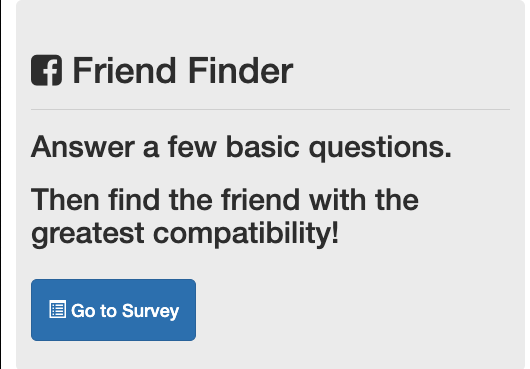 Friend Finder
Answer a few basic questions.
Then find the friend with the
greatest compatibility!
Go to Survey